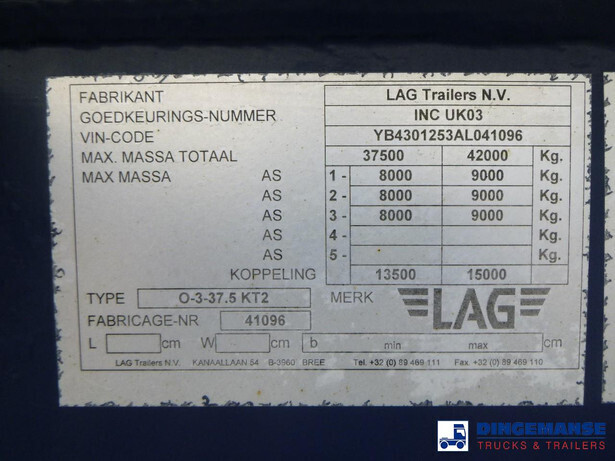 FABRIKANT LAG Trailers N.V.
GOEDKEURINGS-NUMMER INC UK03
VIN-CODE YB4301253AL041096
MAX. MASSA TOTAAL 37500 42000 Kg.
MAX MASSA AS 1 - 8000 9000 Kg.
AS 2 - 8000 9000 Kg.
AS 3 - 8000 9000 Kg.
AS 4 - Kg.
AS 5 - Kg.
KOPPELING 13500 15000 Kg.
TYPE O-3-37.5 KT2 MERK LAG
FABRICAGE-NR 41096
L cm W cm b min max cm
LAG Trailers N.V. KANAALLAAN 54 B-3960 BREE Tel. +32 (0) 89 469 111 Fax. +32 (0) 89 469 110
DINGEMANSE
TRUCKS & TRAILERS